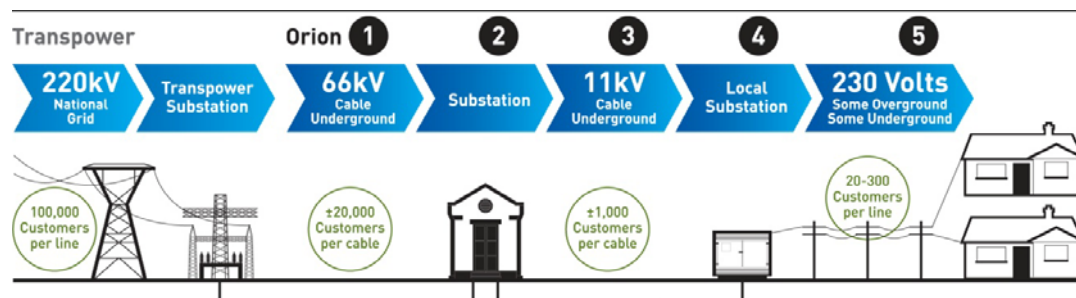 Transpower
Orion 1
2
3
4
5
220kV
National
Grid
Transpower
Substation
66kV
Cable
Underground
Substation
11kV
Cable
Underground
Local
Substation
230 Volts
Some Overground
Some Underground
100,000
Customers
per line
±20,000
Customers
per cable
±1,000
Customers
per cable
20-300
Customers
per line